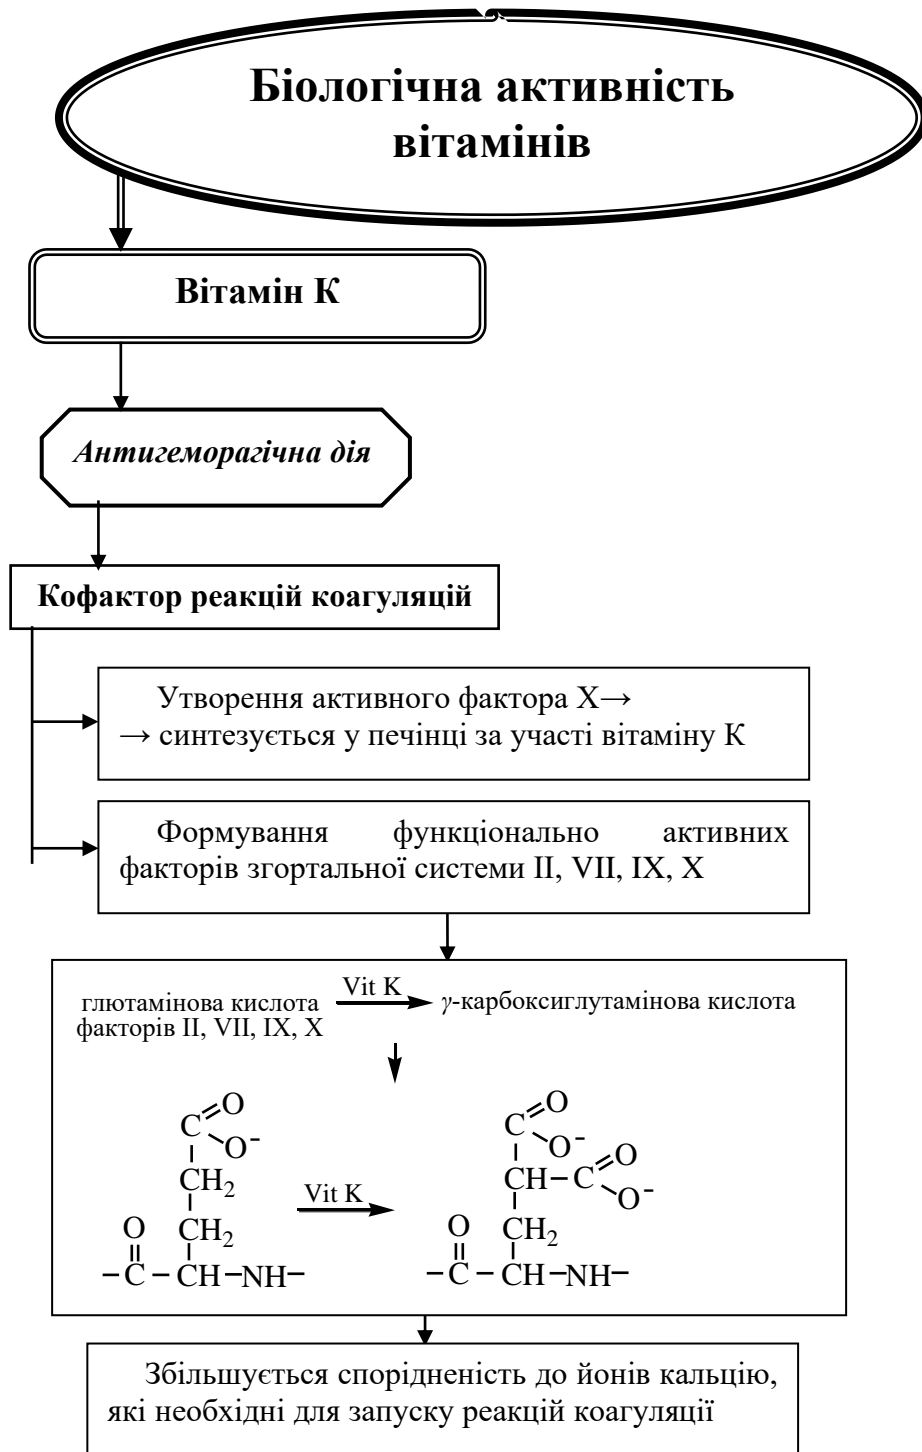 Біологічна активність
вітамінів
Вітамін К
Антигеморагічна дія
Кофактор реакцій коагуляцій
Утворення активного фактора X→
→ синтезується у печінці за участі вітаміну К
Формування функціонально активних
факторів згортальної системи II, VII, IX, X
глютамінова кислота Vit K γ-карбоксиглутамінова кислота
факторів II, VII, IX, X
C=O O⁻ C=O O⁻
CH₂ CH–C=O O⁻
Vit K
O CH₂ O CH₂
–C–CH–NH– –C–CH–NH–
Збільшується спорідненість до йонів кальцію,
які необхідні для запуску реакцій коагуляції